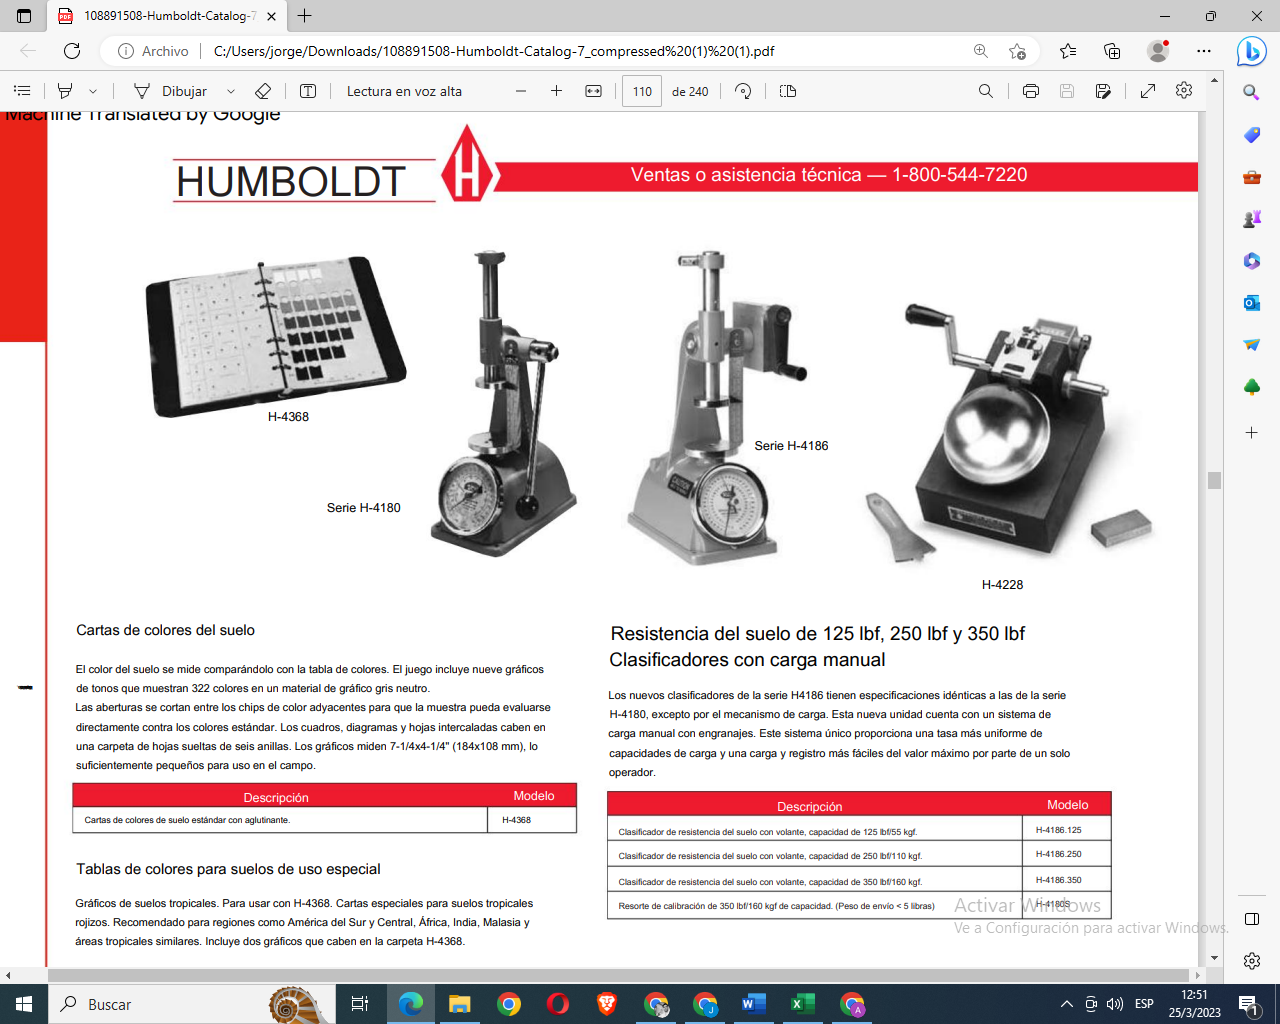 108891508-Humboldt-Catalog-7
Archivo
C:/Users/jorge/Downloads/108891508-Humboldt-Catalog-7_compressed%20(1)%20(1).pdf
Dibujar
Lectura en voz alta
110
de 240
Machine Translated by Google
HUMBOLDT
H
Ventas o asistencia técnica — 1-800-544-7220
H-4368
Serie H-4186
Serie H-4180
H-4228
Cartas de colores del suelo
El color del suelo se mide comparándolo con la tabla de colores. El juego incluye nueve gráficos
de tonos que muestran 322 colores en un material de gráfico gris neutro.
Las aberturas se cortan entre los chips de color adyacentes para que la muestra pueda evaluarse
directamente contra los colores estándar. Los cuadros, diagramas y hojas intercaladas caben en
una carpeta de hojas sueltas de seis anillas. Los gráficos miden 7-1/4x4-1/4" (184x108 mm), lo
suficientemente pequeños para uso en el campo.
Descripción Modelo
Cartas de colores de suelo estándar con aglutinante. H-4368
Tablas de colores para suelos de uso especial
Gráficos de suelos tropicales. Para usar con H-4368. Cartas especiales para suelos tropicales
rojizos. Recomendado para regiones como América del Sur y Central, África, India, Malasia y
áreas tropicales similares. Incluye dos gráficos que caben en la carpeta H-4368.
Resistencia del suelo de 125 lbf, 250 lbf y 350 lbf
Clasificadores con carga manual
Los nuevos clasificadores de la serie H4186 tienen especificaciones idénticas a las de la serie
H-4180, excepto por el mecanismo de carga. Esta nueva unidad cuenta con un sistema de
carga manual con engranajes. Este sistema único proporciona una tasa más uniforme de
capacidades de carga y una carga y registro más fáciles del valor máximo por parte de un solo
operador.
Descripción Modelo
Clasificador de resistencia del suelo con volante, capacidad de 125 lbf/55 kgf. H-4186.125
Clasificador de resistencia del suelo con volante, capacidad de 250 lbf/110 kgf. H-4186.250
Clasificador de resistencia del suelo con volante, capacidad de 350 lbf/160 kgf. H-4186.350
Resorte de calibración de 350 lbf/160 kgf de capacidad. (Peso de envío < 5 libras) H-4180S
Activar Windows
Ve a Configuración para activar Windows.
Buscar
ESP
12:51
25/3/2023
1